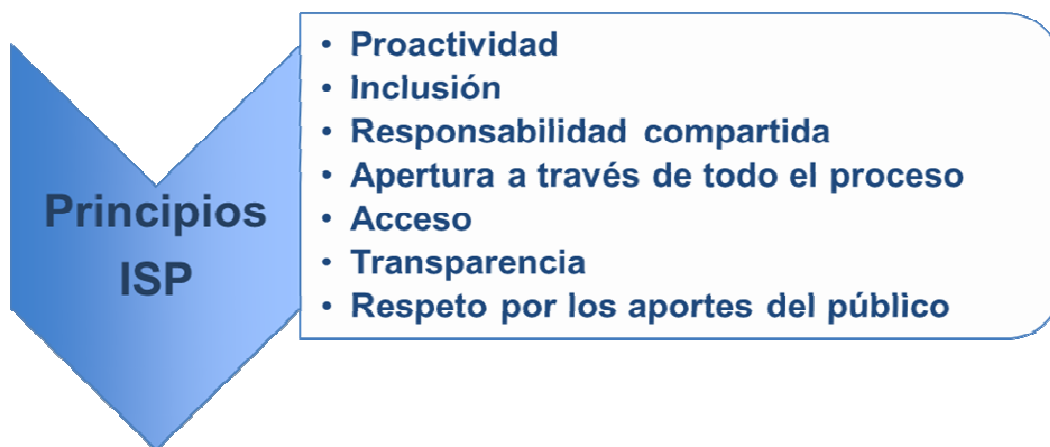 Principios
ISP
• Proactividad
• Inclusión
• Responsabilidad compartida
• Apertura a través de todo el proceso
• Acceso
• Transparencia
• Respeto por los aportes del público